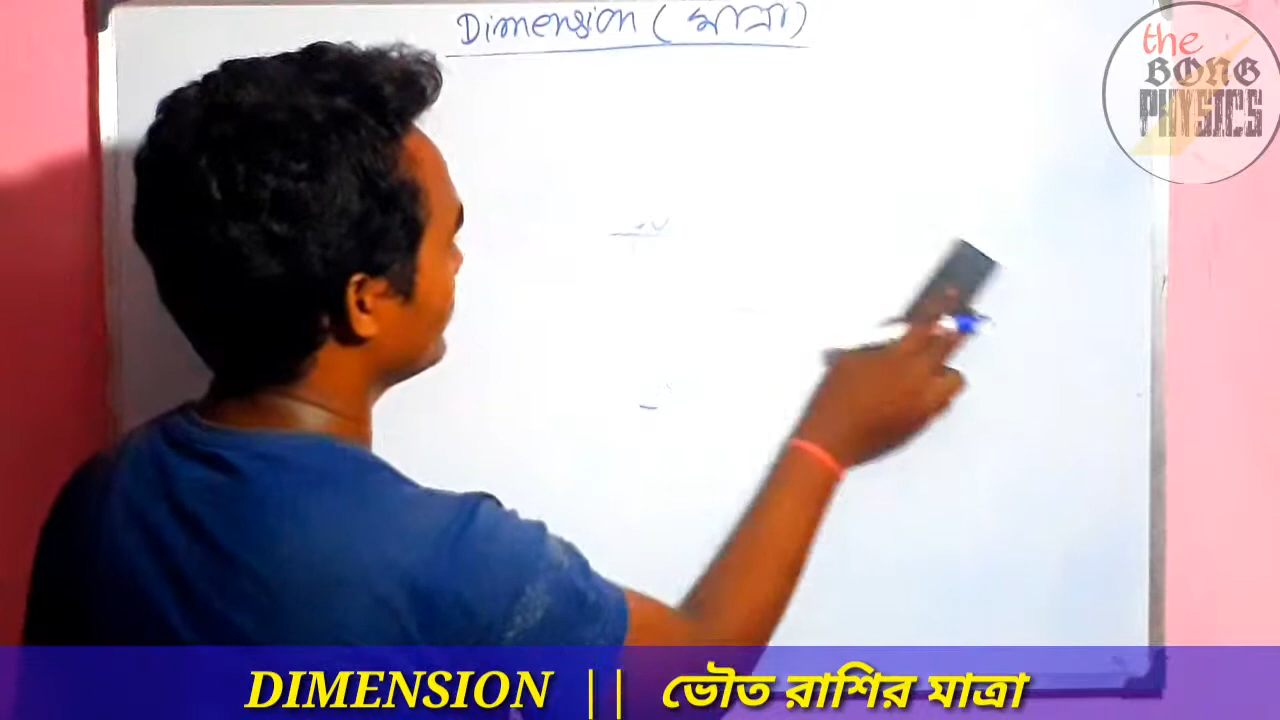 Dimension (মাত্রা)
the
BONG
PHYSICS
DIMENSION || ভৌত রাশির মাত্রা